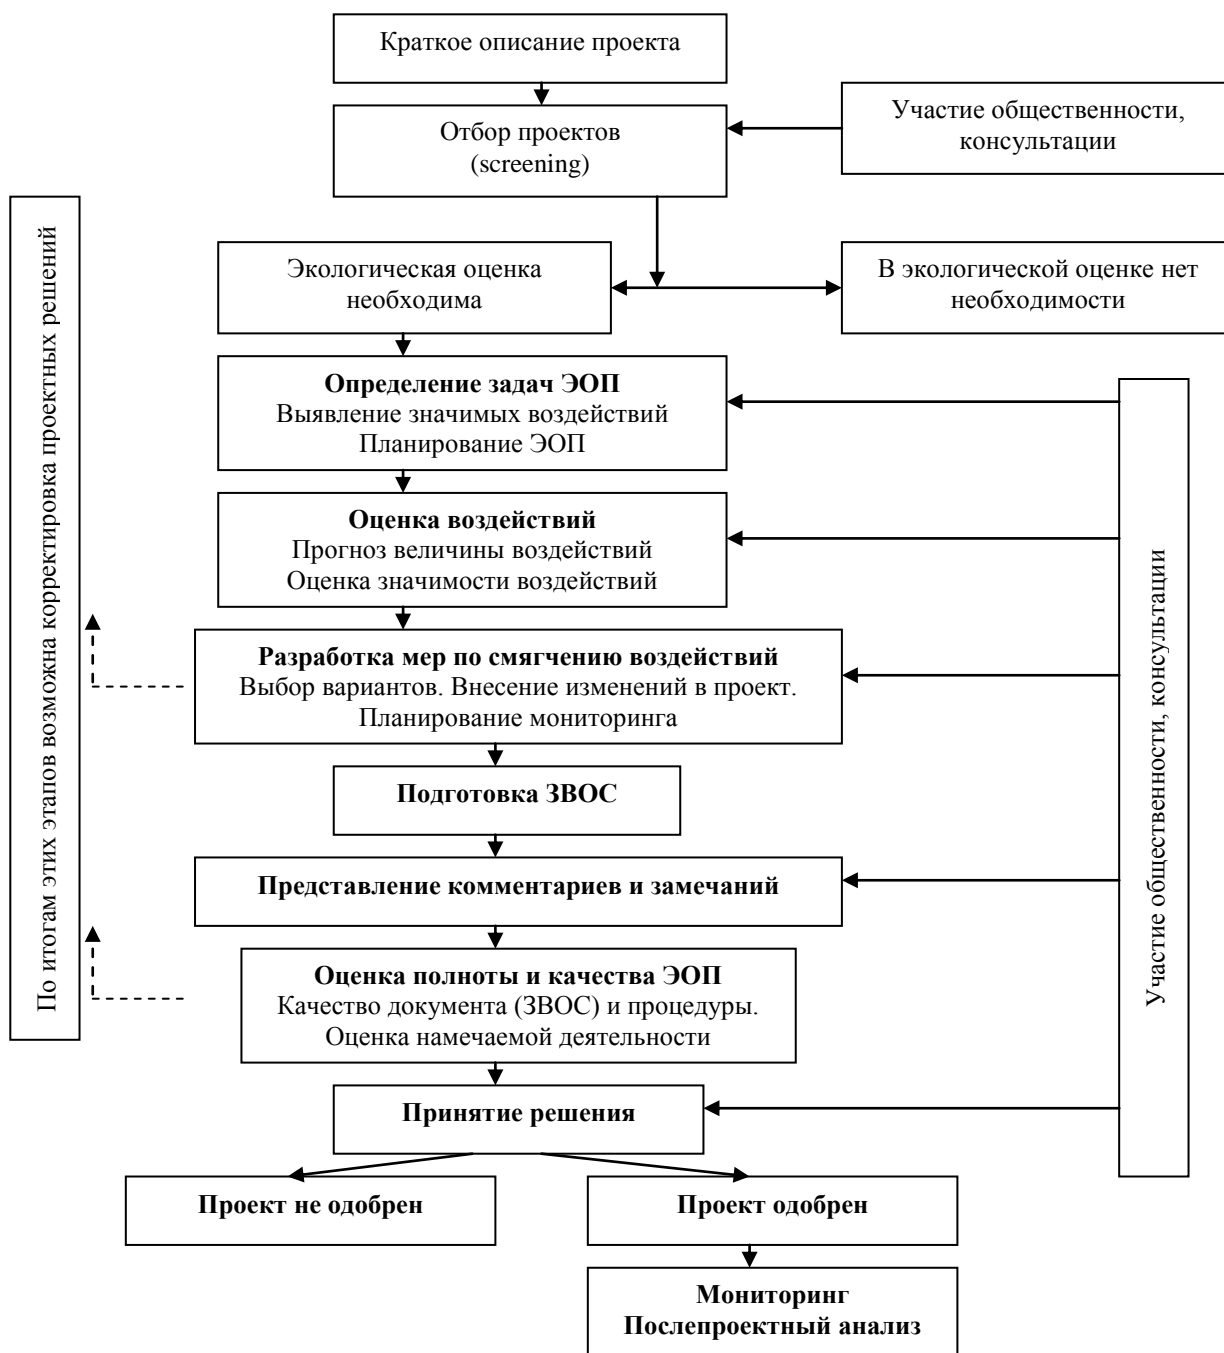 Краткое описание проекта
Отбор проектов
(screening)
Участие общественности,
консультации
Экологическая оценка
необходима
В экологической оценке нет
необходимости
По итогам этих этапов возможна корректировка проектных решений
Определение задач ЭОП
Выявление значимых воздействий
Планирование ЭОП
Оценка воздействий
Прогноз величины воздействий
Оценка значимости воздействий
Разработка мер по смягчению воздействий
Выбор вариантов. Внесение изменений в проект.
Планирование мониторинга
Подготовка ЗВОС
Представление комментариев и замечаний
Оценка полноты и качества ЭОП
Качество документа (ЗВОС) и процедуры.
Оценка намечаемой деятельности
Участие общественности, консультации
Принятие решения
Проект не одобрен
Проект одобрен
Мониторинг
Послепроектный анализ